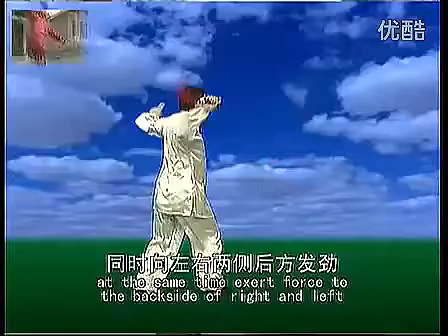 优酷
同时向左右两侧后方发劲
at the same time exert force to
the backside of right and left